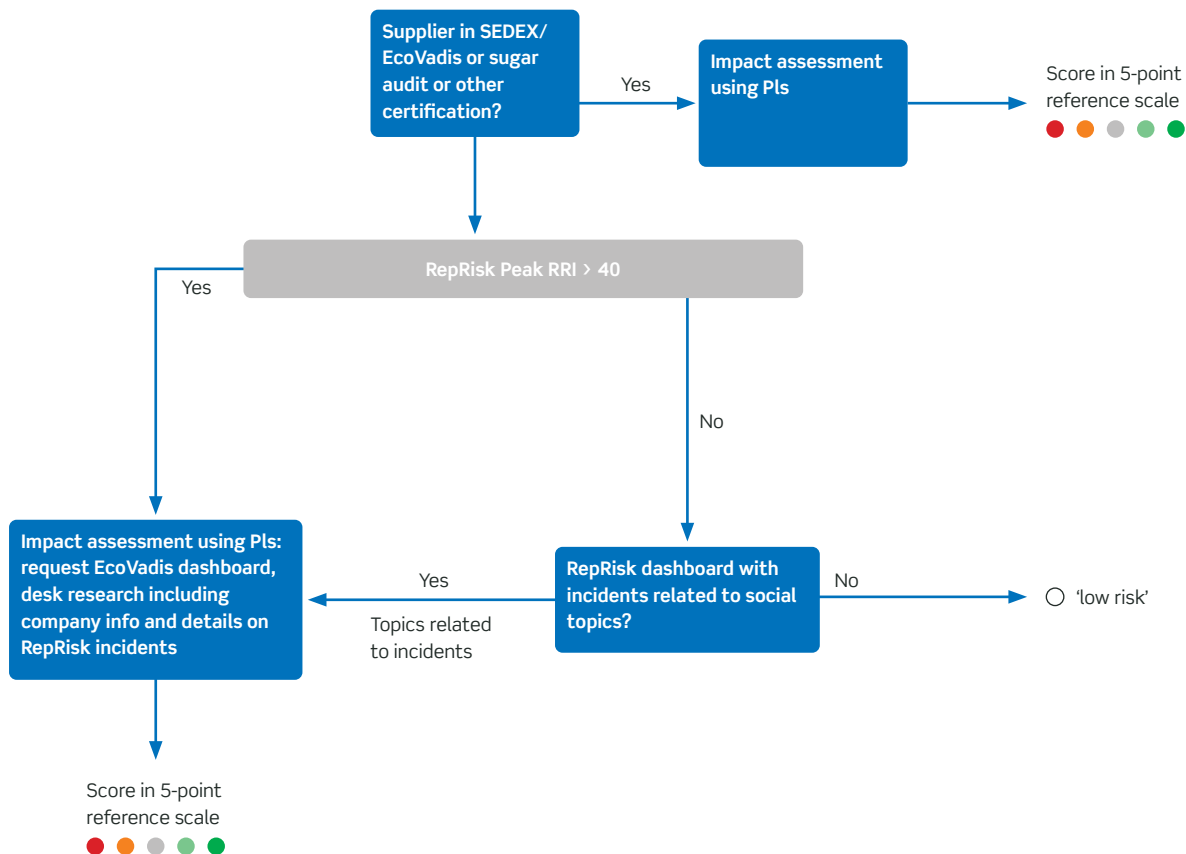 Supplier in SEDEX/
EcoVadis or sugar
audit or other
certification?
Yes
Impact assessment
using Pls
Score in 5-point
reference scale
RepRisk Peak RRI > 40
Yes
No
Impact assessment using Pls:
request EcoVadis dashboard,
desk research including
company info and details on
RepRisk incidents
Yes
Topics related
to incidents
RepRisk dashboard with
incidents related to social
topics?
No
'low risk'
Score in 5-point
reference scale